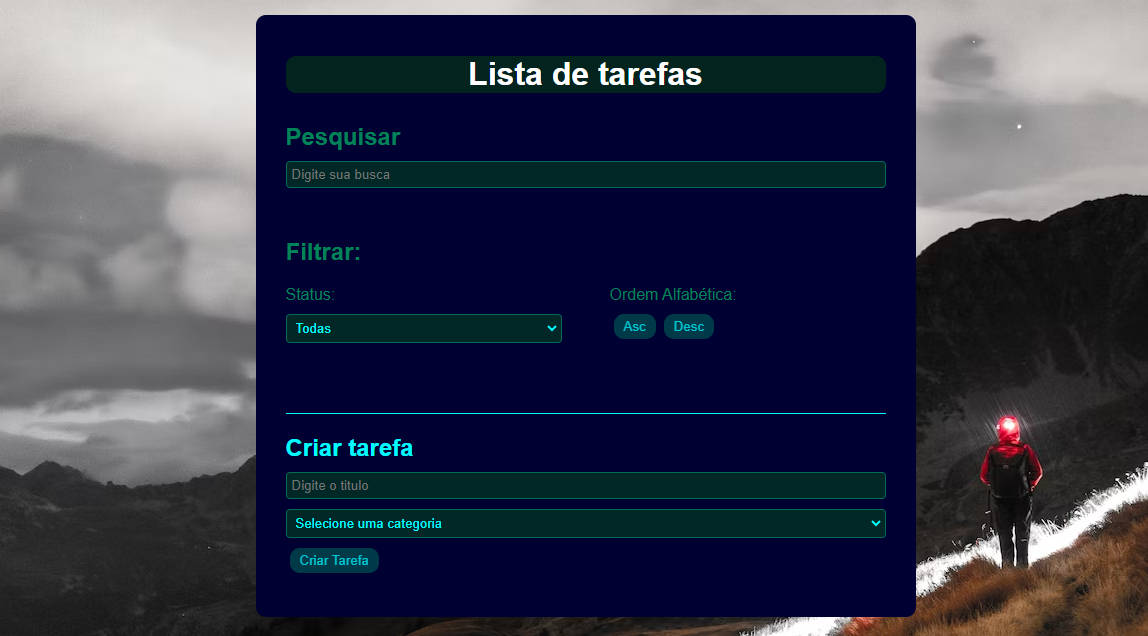 Lista de tarefas
Pesquisar
Digite sua busca
Filtrar:
Status:
Ordem Alfabética:
Todas
Asc
Desc
Criar tarefa
Digite o titulo
Selecione uma categoria
Criar Tarefa